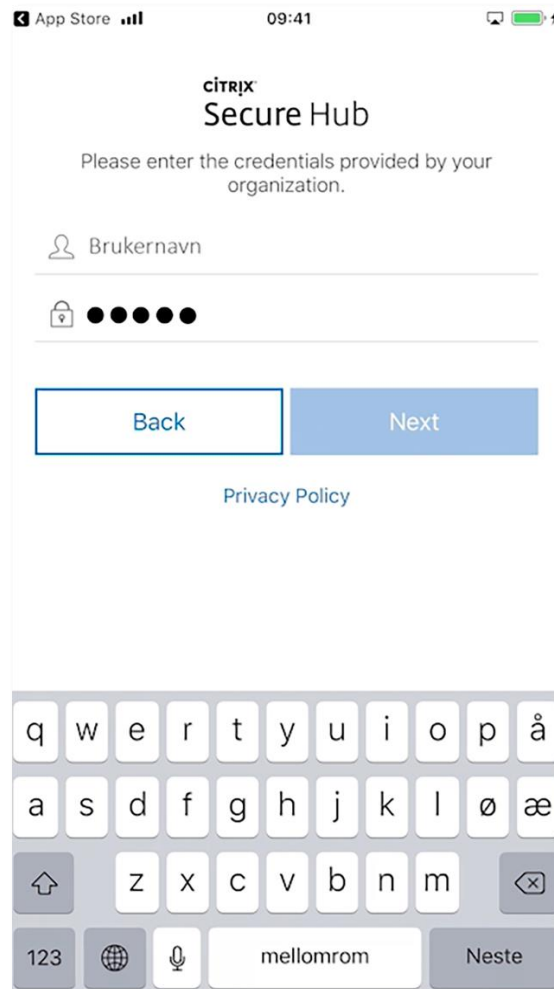 App Store 09:41
CITRIX
Secure Hub
Please enter the credentials provided by your
organization.
Brukernavn
●●●●●
Back Next
Privacy Policy
q w e r t y u i o p å
a s d f g h j k l ø æ
z x c v b n m
123 mellomrom Neste